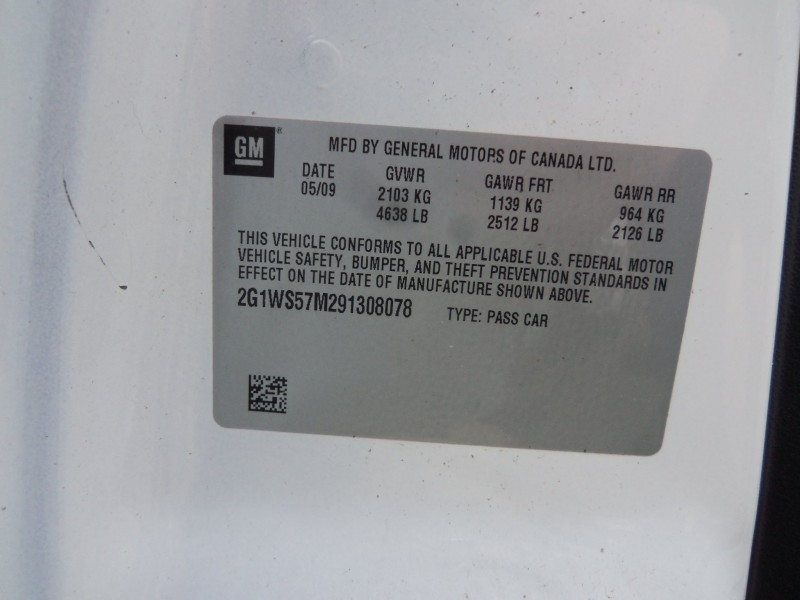 GM
MFD BY GENERAL MOTORS OF CANADA LTD.
DATE GVWR GAWR FRT GAWR RR
05/09 2103 KG 1139 KG 964 KG
4638 LB 2512 LB 2126 LB
THIS VEHICLE CONFORMS TO ALL APPLICABLE U.S. FEDERAL MOTOR
VEHICLE SAFETY, BUMPER, AND THEFT PREVENTION STANDARDS IN
EFFECT ON THE DATE OF MANUFACTURE SHOWN ABOVE.
2G1WS57M291308078 TYPE: PASS CAR